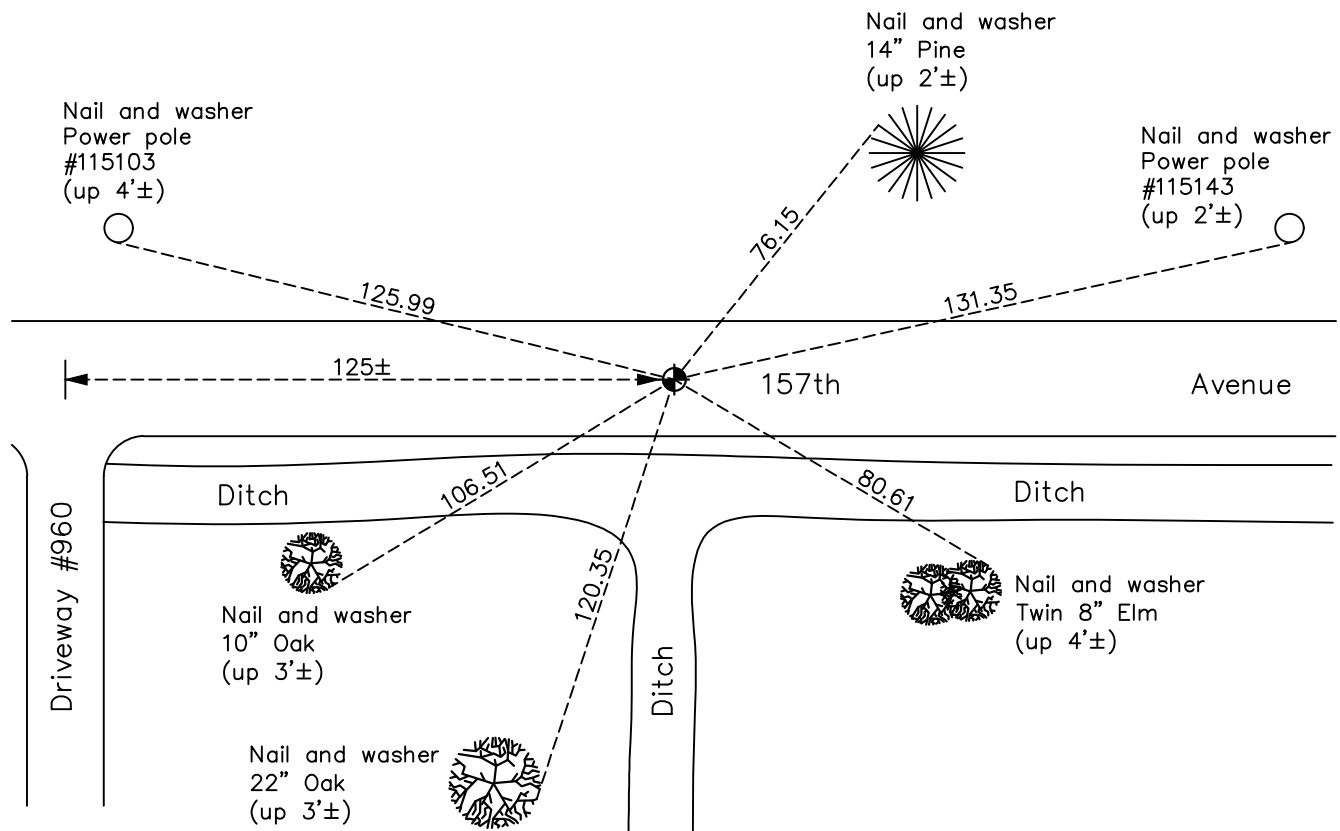 Nail and washer
14” Pine
(up 2’±)
Nail and washer
Power pole
#115103
(up 4’±)
Nail and washer
Power pole
#115143
(up 2’±)
76.15
125.99
131.35
125±
157th Avenue
106.51
80.61
Ditch
Ditch
Driveway #960
120.35
Nail and washer
10” Oak
(up 3’±)
Nail and washer
Twin 8” Elm
(up 4’±)
Ditch
Nail and washer
22” Oak
(up 3’±)